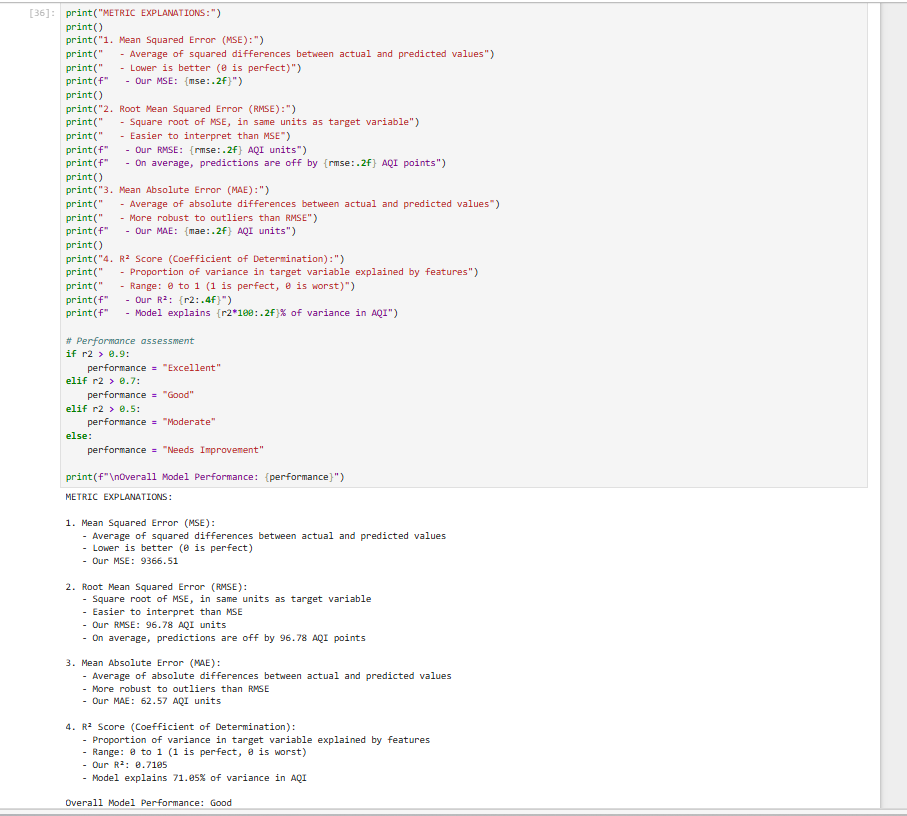 [36]: print("METRIC EXPLANATIONS:")
print()
print("1. Mean Squared Error (MSE):")
print("   - Average of squared differences between actual and predicted values")
print("   - Lower is better (0 is perfect)")
print(f"   - Our MSE: {mse:.2f}")
print()
print("2. Root Mean Squared Error (RMSE):")
print("   - Square root of MSE, in same units as target variable")
print("   - Easier to interpret than MSE")
print(f"   - Our RMSE: {rmse:.2f} AQI units")
print(f"   - On average, predictions are off by {rmse:.2f} AQI points")
print()
print("3. Mean Absolute Error (MAE):")
print("   - Average of absolute differences between actual and predicted values")
print("   - More robust to outliers than RMSE")
print(f"   - Our MAE: {mae:.2f} AQI units")
print()
print("4. R² Score (Coefficient of Determination):")
print("   - Proportion of variance in target variable explained by features")
print("   - Range: 0 to 1 (1 is perfect, 0 is worst)")
print(f"   - Our R²: {r2:.4f}")
print(f"   - Model explains {r2*100:.2f}% of variance in AQI")

# Performance assessment
if r2 > 0.9:
    performance = "Excellent"
elif r2 > 0.7:
    performance = "Good"
elif r2 > 0.5:
    performance = "Moderate"
else:
    performance = "Needs Improvement"

print(f"\nOverall Model Performance: {performance}")
METRIC EXPLANATIONS:

1. Mean Squared Error (MSE):
   - Average of squared differences between actual and predicted values
   - Lower is better (0 is perfect)
   - Our MSE: 9366.51

2. Root Mean Squared Error (RMSE):
   - Square root of MSE, in same units as target variable
   - Easier to interpret than MSE
   - Our RMSE: 96.78 AQI units
   - On average, predictions are off by 96.78 AQI points

3. Mean Absolute Error (MAE):
   - Average of absolute differences between actual and predicted values
   - More robust to outliers than RMSE
   - Our MAE: 62.57 AQI units

4. R² Score (Coefficient of Determination):
   - Proportion of variance in target variable explained by features
   - Range: 0 to 1 (1 is perfect, 0 is worst)
   - Our R²: 0.7105
   - Model explains 71.05% of variance in AQI

Overall Model Performance: Good